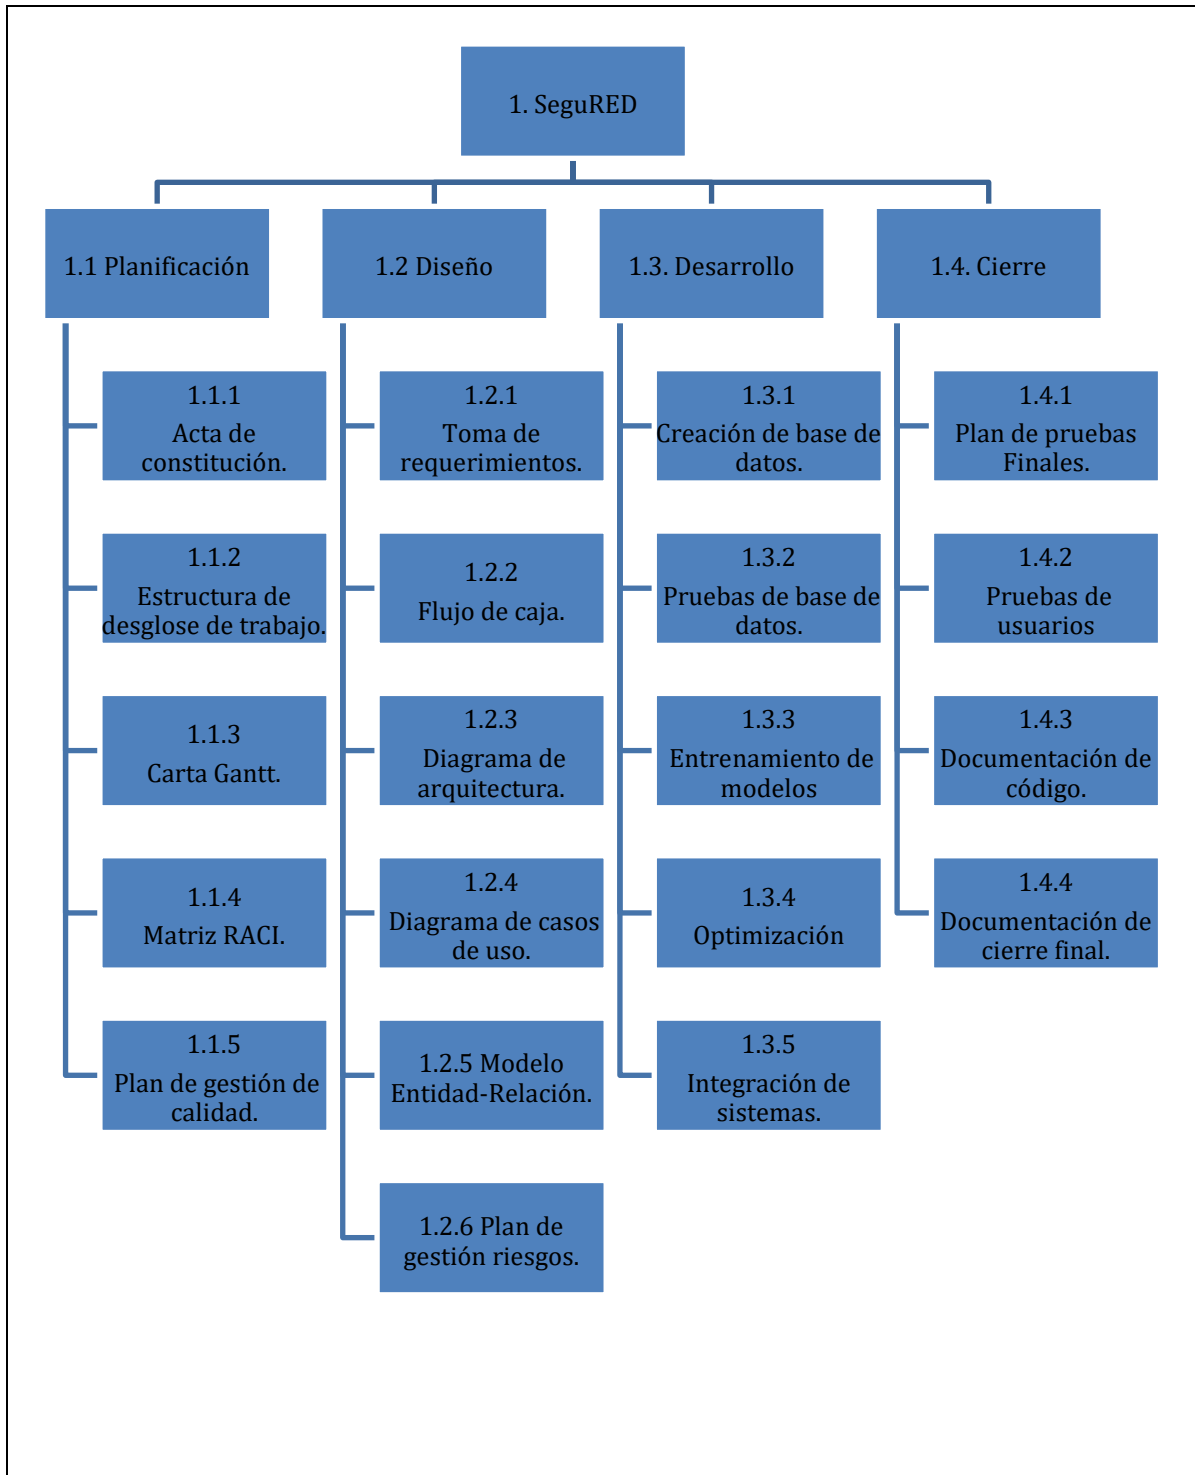 1. SeguRED
1.1 Planificación
1.2 Diseño
1.3. Desarrollo
1.4. Cierre
1.1.1
Acta de
constitución.
1.1.2
Estructura de
desglose de trabajo.
1.1.3
Carta Gantt.
1.1.4
Matriz RACI.
1.1.5
Plan de gestión de
calidad.
1.2.1
Toma de
requerimientos.
1.2.2
Flujo de caja.
1.2.3
Diagrama de
arquitectura.
1.2.4
Diagrama de casos
de uso.
1.2.5 Modelo
Entidad-Relación.
1.2.6 Plan de
gestión riesgos.
1.3.1
Creación de base de
datos.
1.3.2
Pruebas de base de
datos.
1.3.3
Entrenamiento de
modelos
1.3.4
Optimización
1.3.5
Integración de
sistemas.
1.4.1
Plan de pruebas
Finales.
1.4.2
Pruebas de
usuarios
1.4.3
Documentación de
código.
1.4.4
Documentación de
cierre final.